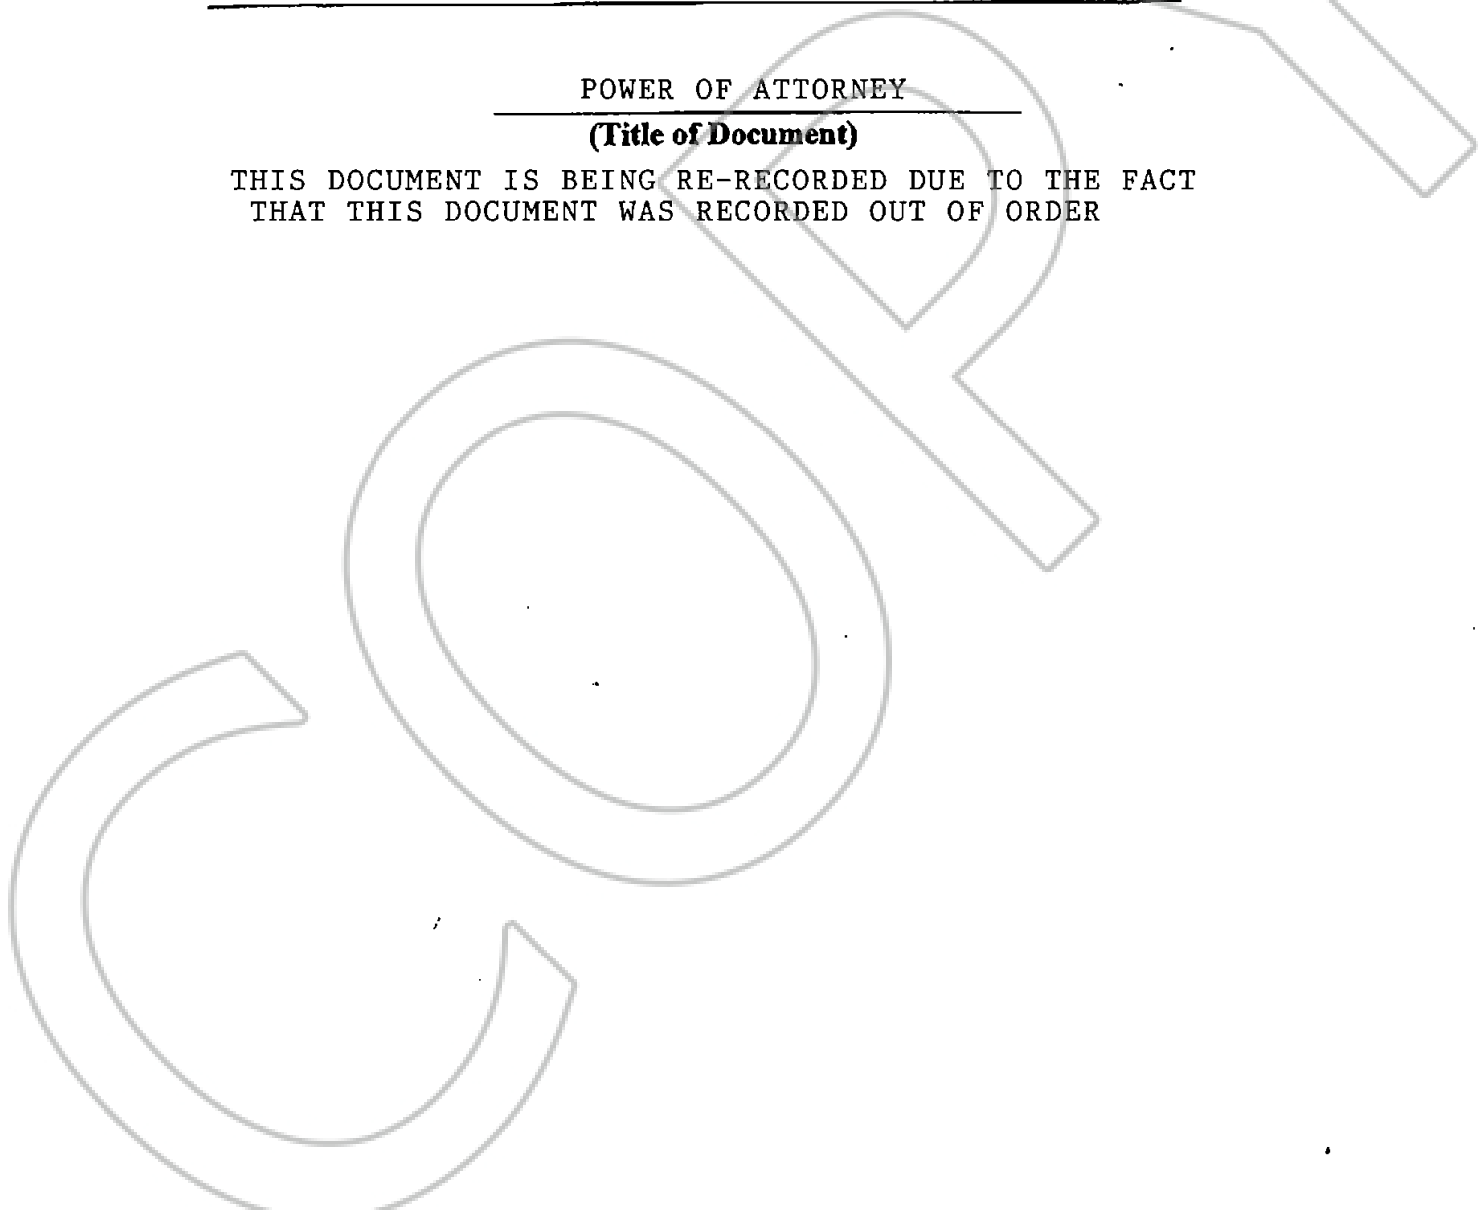 POWER OF ATTORNEY
(Title of Document)
THIS DOCUMENT IS BEING RE-RECORDED DUE TO THE FACT
THAT THIS DOCUMENT WAS RECORDED OUT OF ORDER
COPY